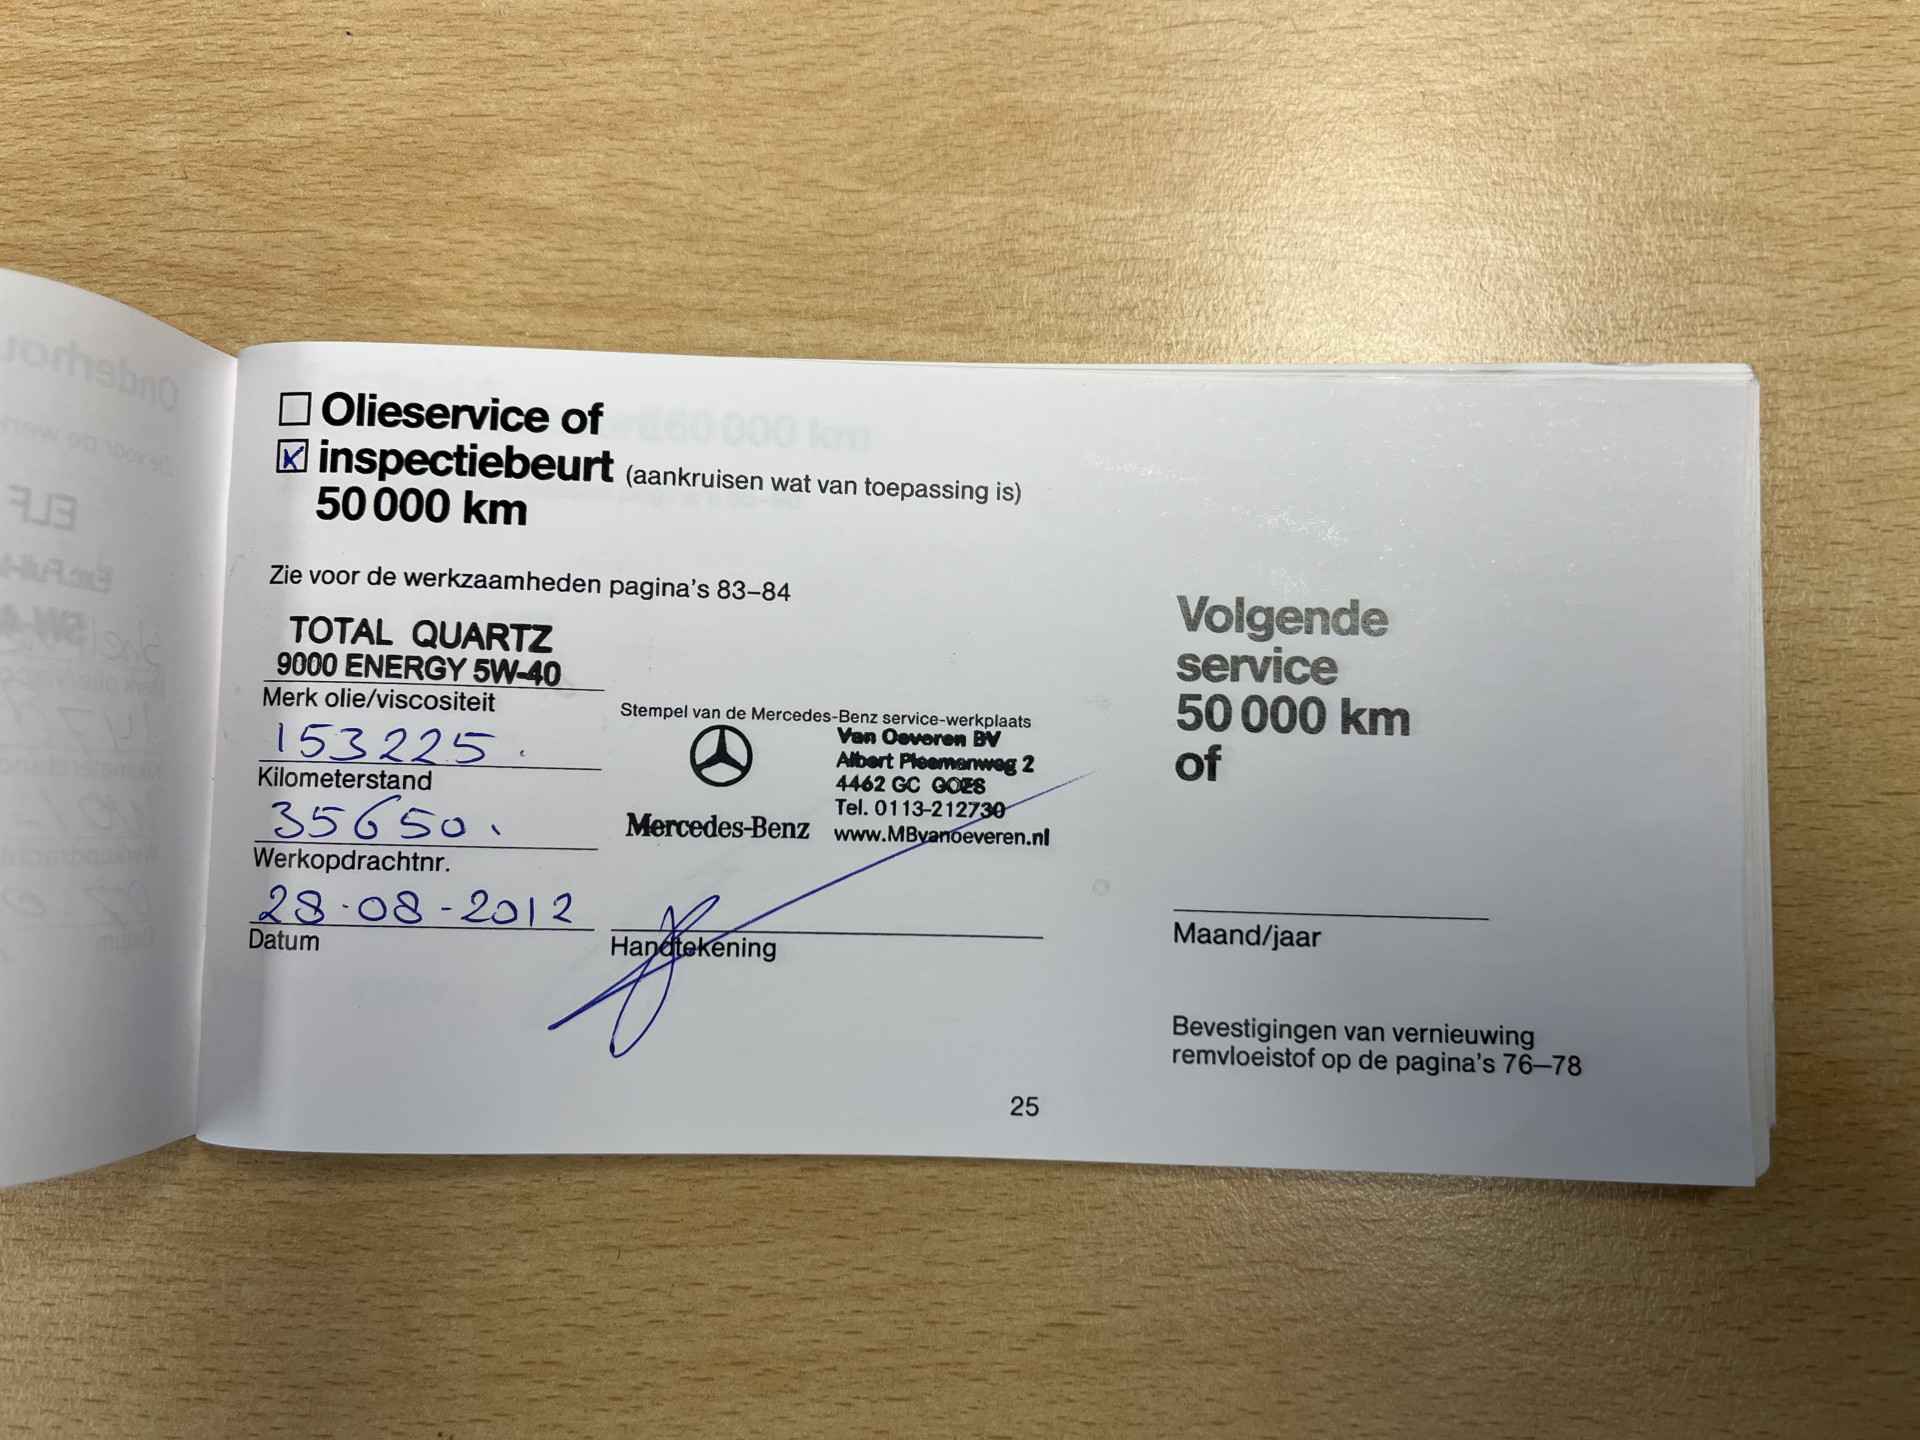 Olieservice of
inspectiebeurt (aankruisen wat van toepassing is)
50 000 km
Zie voor de werkzaamheden pagina's 83–84
TOTAL QUARTZ
9000 ENERGY 5W-40
Merk olie/viscositeit
153225.
Kilometerstand
35650.
Werkopdrachtnr.
28-08-2012
Datum
Stempel van de Mercedes-Benz service-werkplaats
Van Oeveren BV
Albert Pleemanweg 2
4462 GC GOES
Tel. 0113-212730
www.MBvanoeveren.nl
Mercedes-Benz
Handtekening
Volgende
service
50 000 km
of
Maand/jaar
Bevestigingen van vernieuwing
remvloeistof op de pagina's 76–78
25